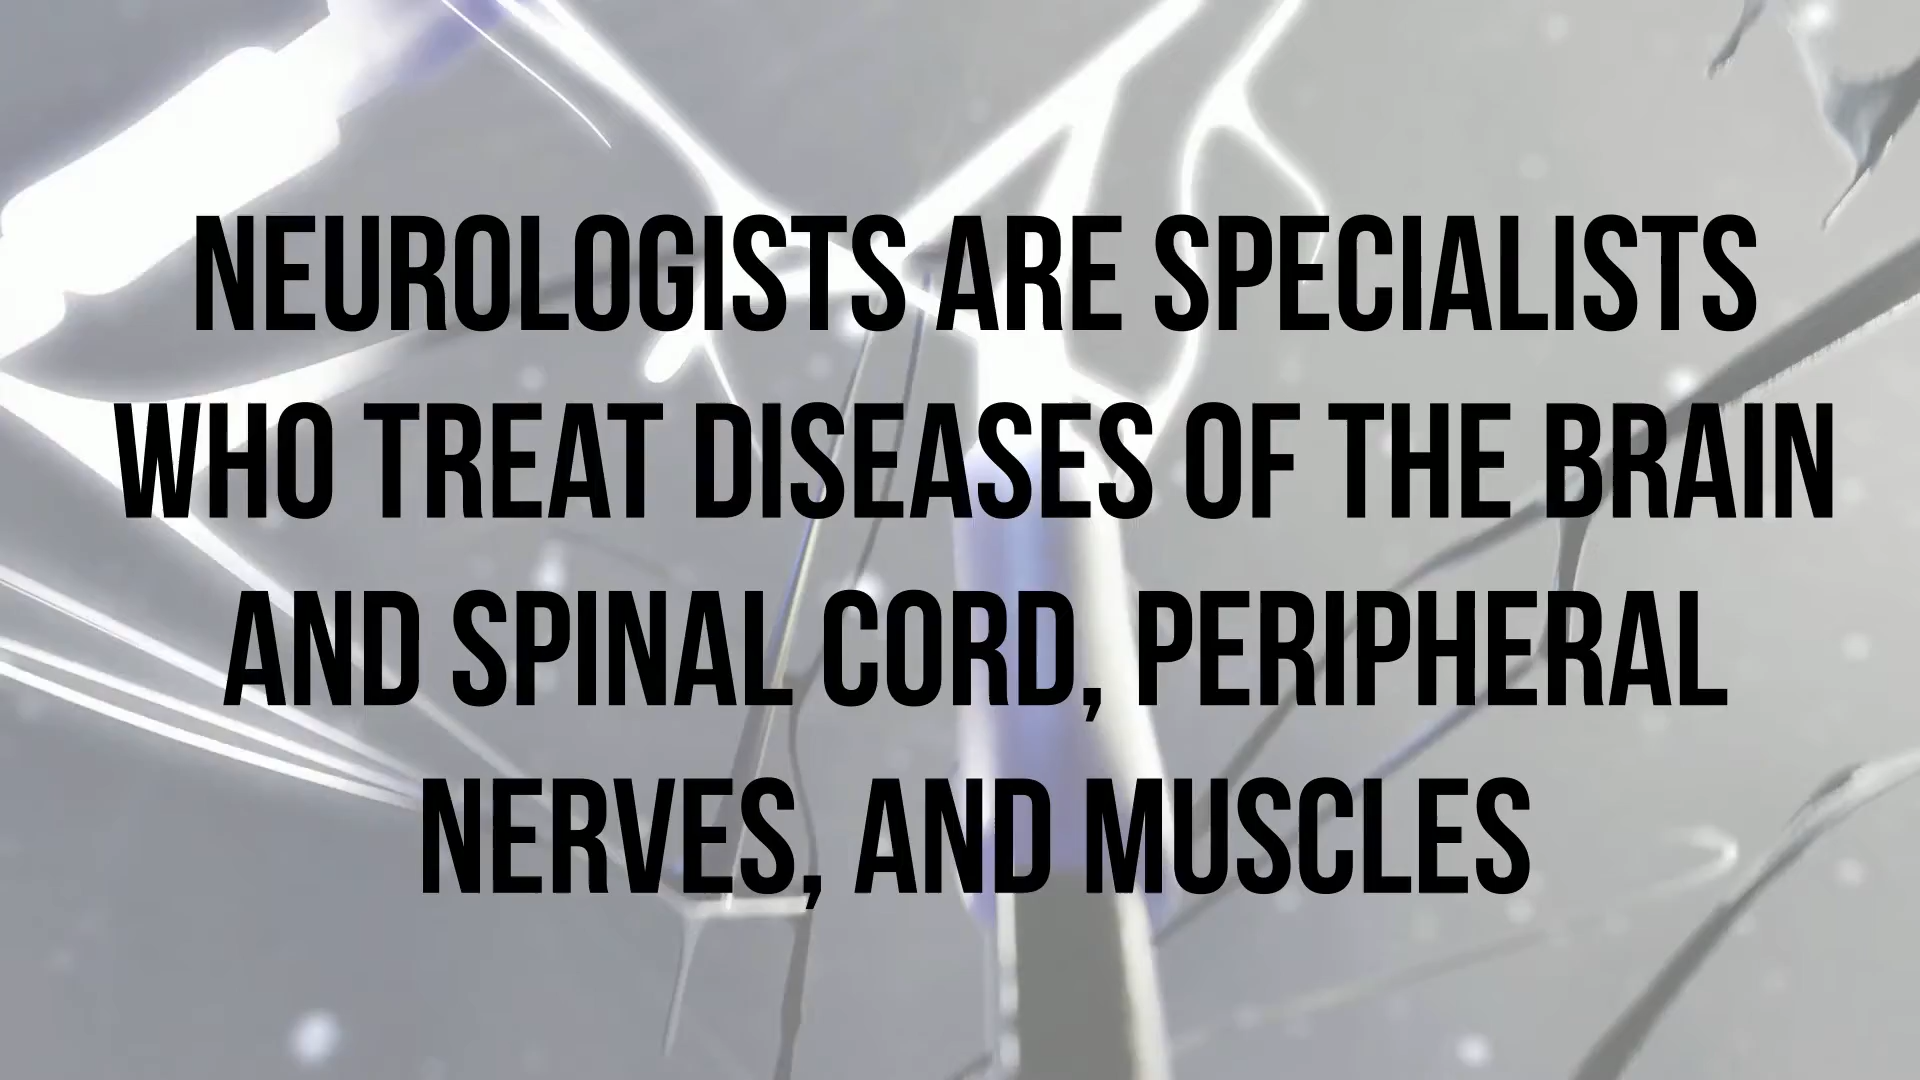 NEUROLOGISTS ARE SPECIALISTS
WHO TREAT DISEASES OF THE BRAIN
AND SPINAL CORD, PERIPHERAL
NERVES, AND MUSCLES